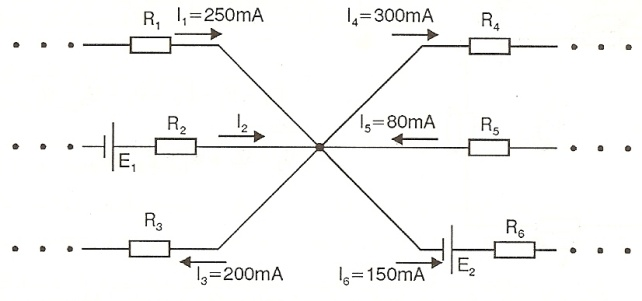 R₁ I₁=250mA I₄=300mA R₄
R₂ I₂ I₅=80mA R₅
E₁
R₃ R₆
I₃=200mA I₆=150mA E₂